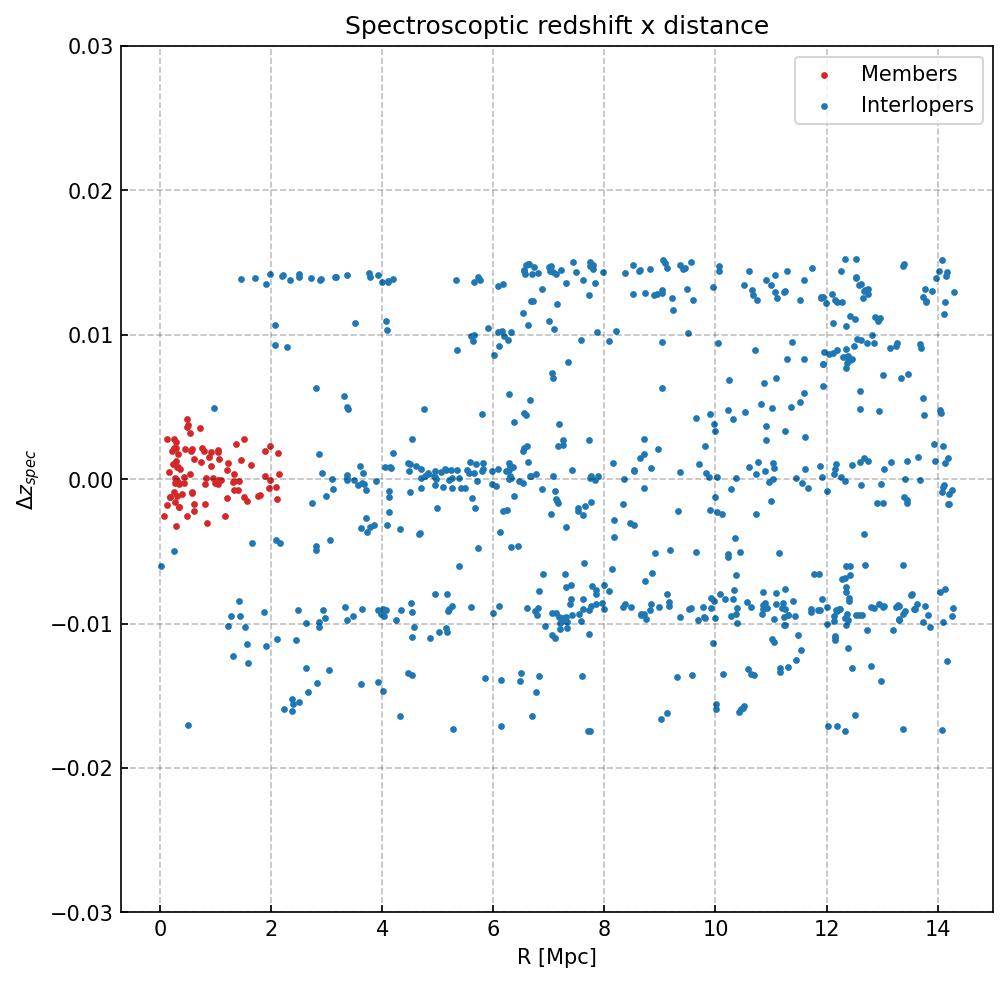 Spectroscoptic redshift x distance
Members
Interlopers
0.03
0.02
0.01
0.00
−0.01
−0.02
−0.03
Δz_spec
0 2 4 6 8 10 12 14
R [Mpc]